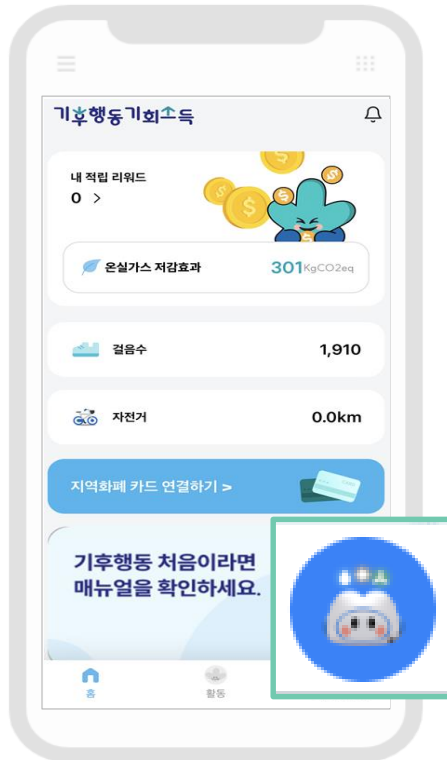 기후행동기회소득
내 적립 리워드
0 >
온실가스 저감효과 301KgCO2eq
걸음수 1,910
자전거 0.0km
지역화폐 카드 연결하기 >
기후행동 처음이라면
매뉴얼을 확인하세요.
홈 활동